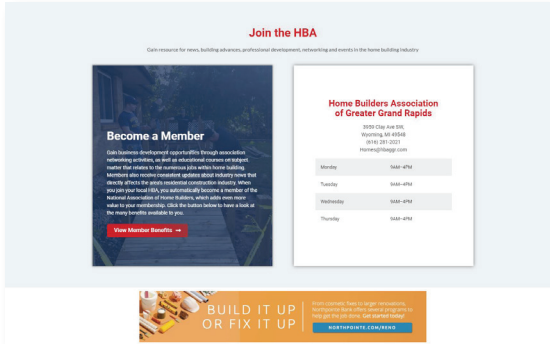 Join the HBA
Gain resource for news, building advances, professional development, networking and events in the home building industry
Become a Member
Gain business development opportunities through association
networking activities, as well as educational courses on subject
matter that relates to the numerous jobs within home building.
Members also receive consistent updates about industry news that
directly affects the area's residential construction industry. When
you join your local HBA, you automatically become a member of the
National Association of Home Builders, which adds even more
value to your membership. Click the button below to have a look at
the many benefits available to you.
View Member Benefits →
Home Builders Association
of Greater Grand Rapids
3959 Clay Ave SW,
Wyoming, MI 49548
(616) 281-2021
Homes@hbaggr.com
Monday 9AM–4PM
Tuesday 9AM–4PM
Wednesday 9AM–4PM
Thursday 9AM–4PM
BUILD IT UP
OR FIX IT UP
From cosmetic fixes to larger renovations,
Northpointe Bank offers several programs to
help get the job done. Get started today!
NORTHPOINTE.COM/RENO